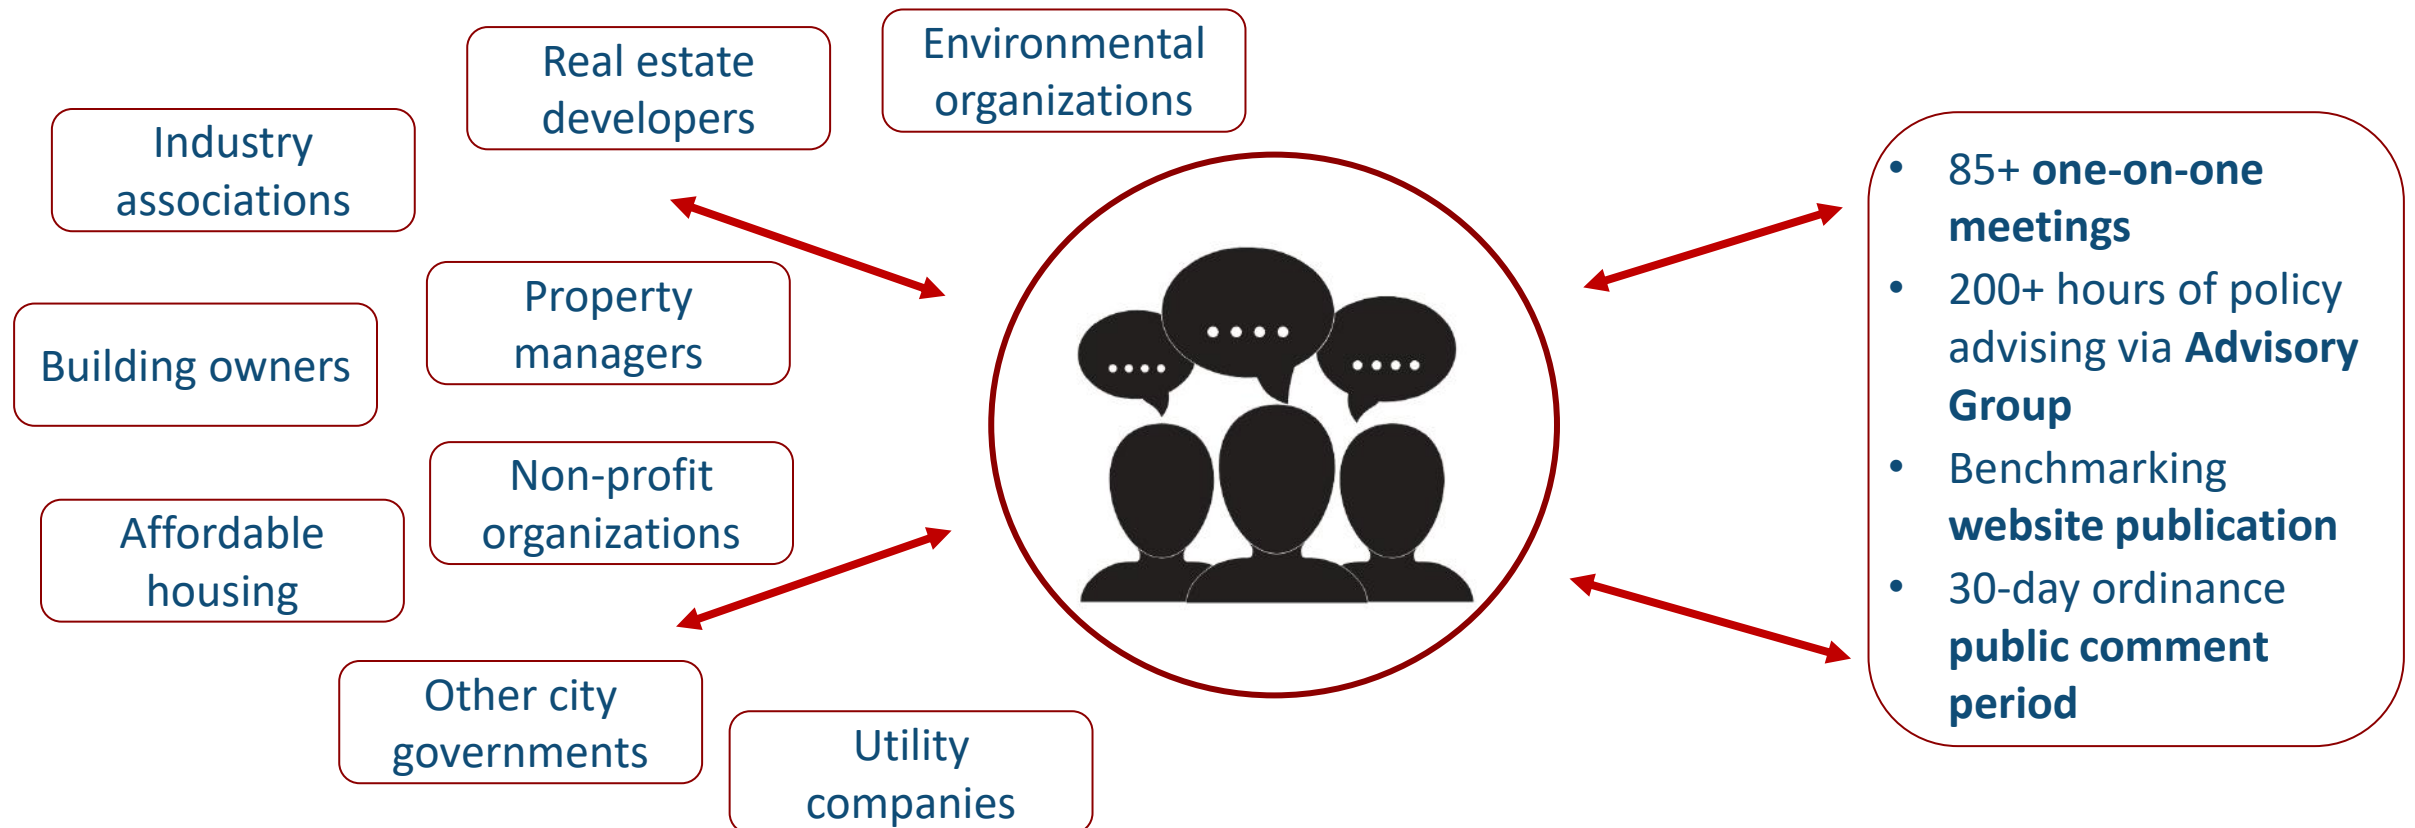 Environmental
organizations
Real estate
developers
Industry
associations
Property
managers
Building owners
Non-profit
organizations
Affordable
housing
Other city
governments
Utility
companies
• 85+ one-on-one
meetings
• 200+ hours of policy
advising via Advisory
Group
• Benchmarking
website publication
• 30-day ordinance
public comment
period